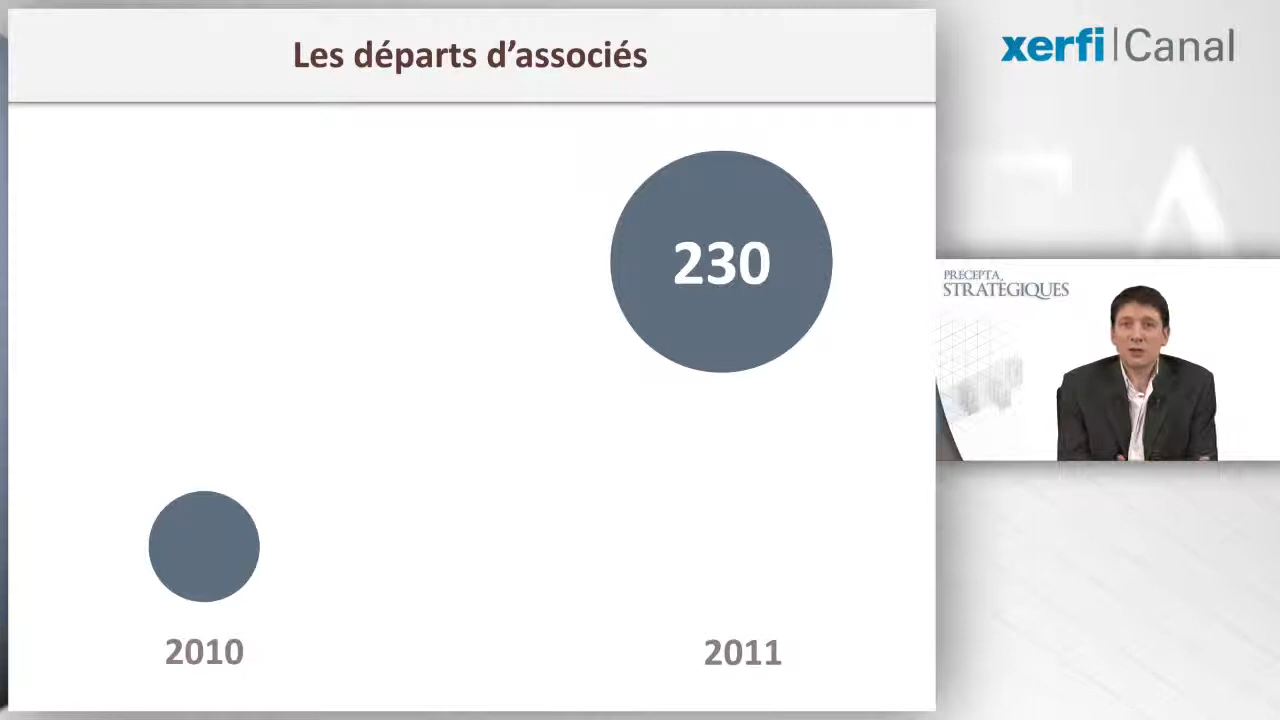 Les départs d’associés
xerfi Canal
230
PRECEPTA
STRATÉGIQUES
2010
2011